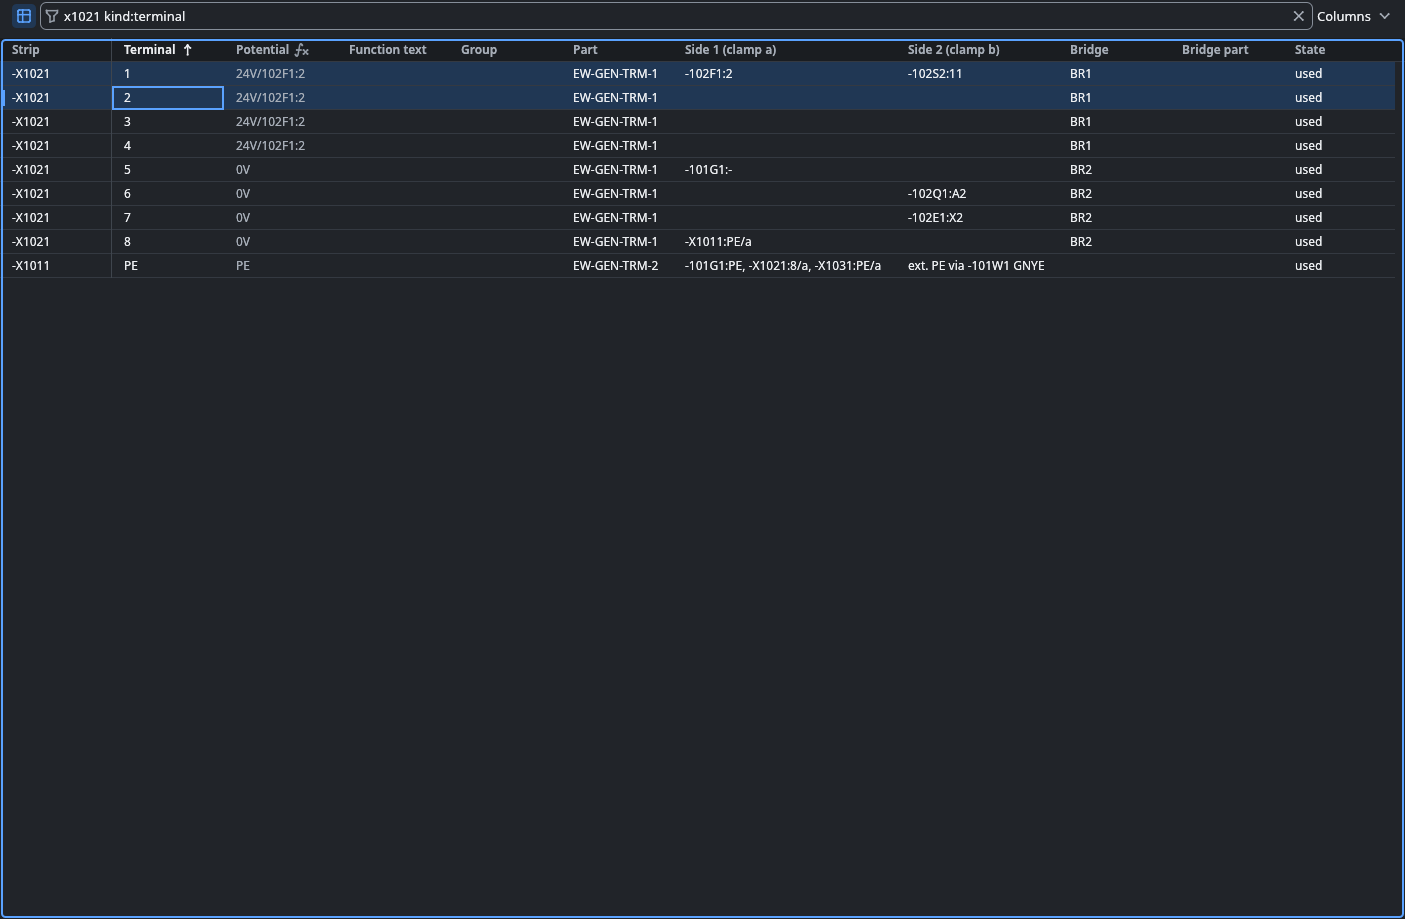 x1021 kind:terminal Columns
Strip Terminal ↑ Potential fx Function text Group Part Side 1 (clamp a) Side 2 (clamp b) Bridge Bridge part State
-X1021 1 24V/102F1:2 EW-GEN-TRM-1 -102F1:2 -102S2:11 BR1 used
-X1021 2 24V/102F1:2 EW-GEN-TRM-1 BR1 used
-X1021 3 24V/102F1:2 EW-GEN-TRM-1 BR1 used
-X1021 4 24V/102F1:2 EW-GEN-TRM-1 BR1 used
-X1021 5 0V EW-GEN-TRM-1 -101G1:- BR2 used
-X1021 6 0V EW-GEN-TRM-1 -102Q1:A2 BR2 used
-X1021 7 0V EW-GEN-TRM-1 -102E1:X2 BR2 used
-X1021 8 0V EW-GEN-TRM-1 -X1011:PE/a BR2 used
-X1011 PE PE EW-GEN-TRM-2 -101G1:PE, -X1021:8/a, -X1031:PE/a ext. PE via -101W1 GNYE used